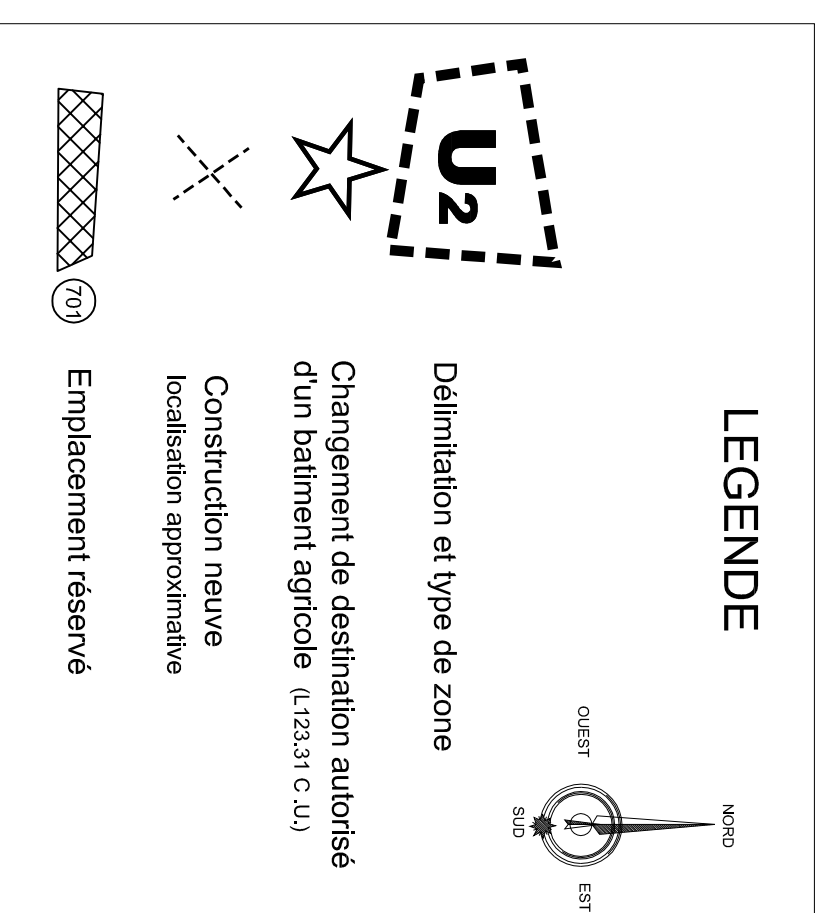 LEGENDE
NORD
OUEST
EST
SUD
U2
Délimitation et type de zone
Changement de destination autorisé
d'un batiment agricole (L123.31 C .U.)
Construction neuve
localisation approximative
701
Emplacement réservé